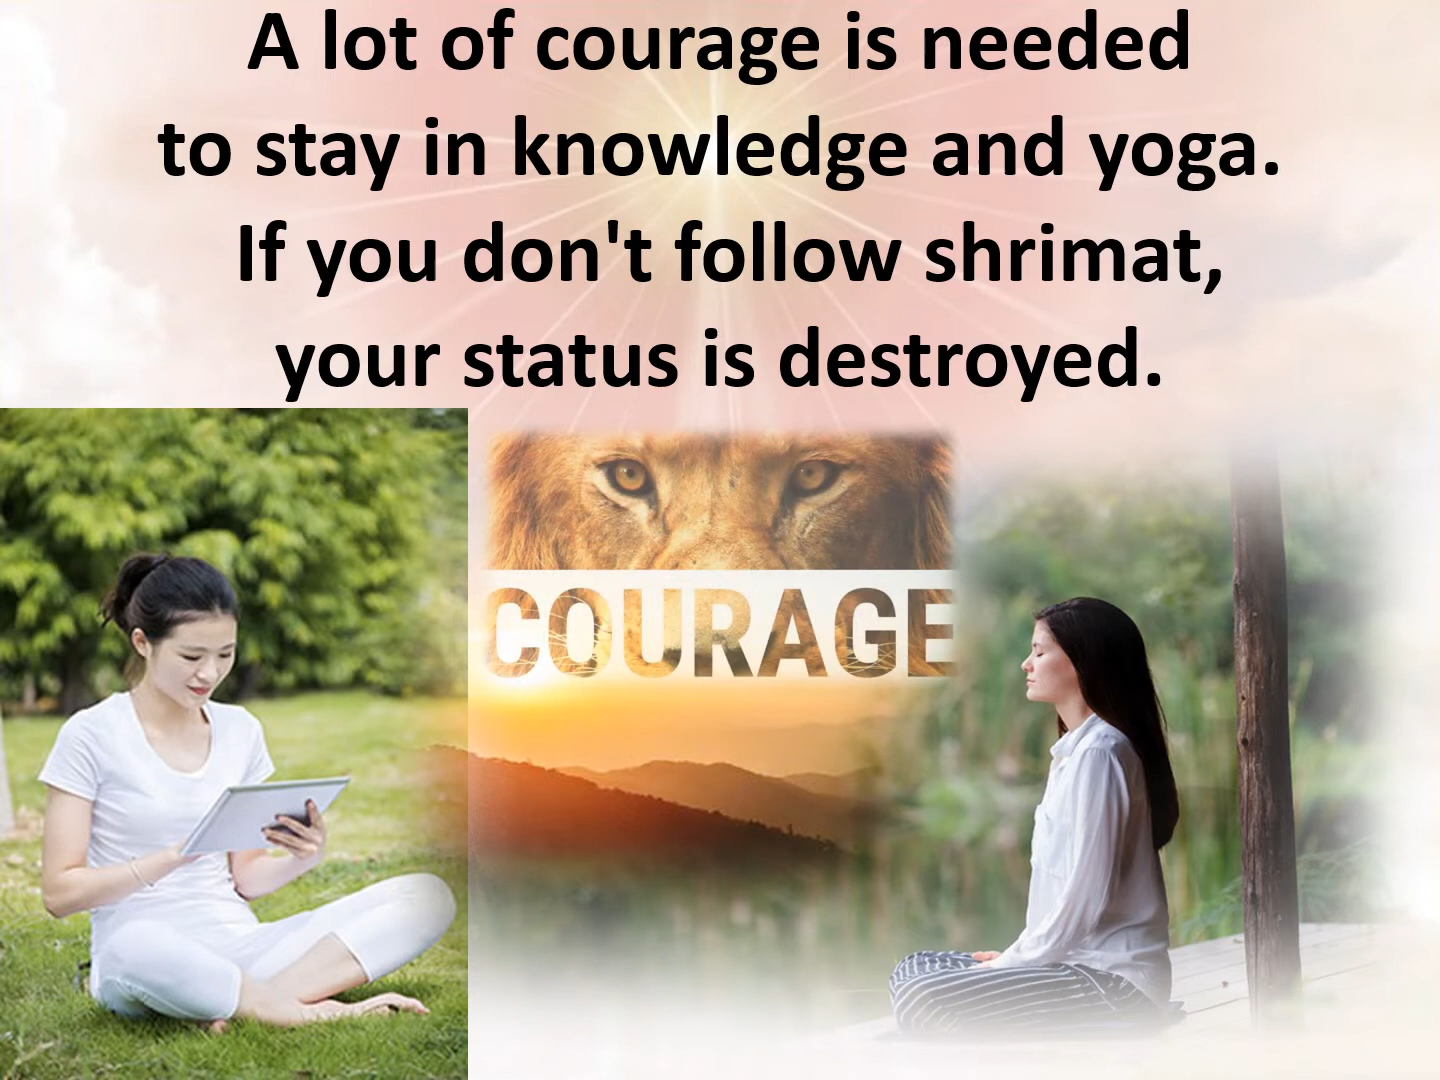 A lot of courage is needed
to stay in knowledge and yoga.
If you don't follow shrimat,
your status is destroyed.
COURAGE